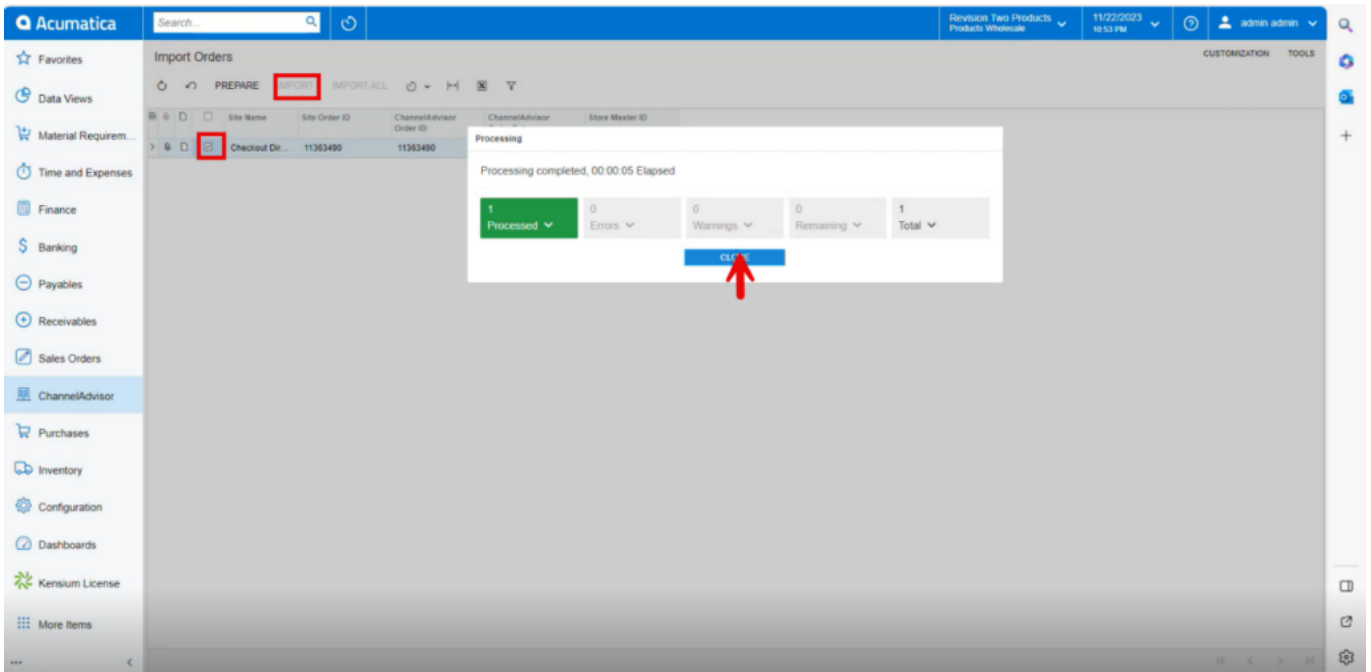 Acumatica
Search...
Revision Two Products
Products Wholesale
11/22/2023
10:53 PM
admin admin
Favorites
Data Views
Material Requirem...
Time and Expenses
Finance
Banking
Payables
Receivables
Sales Orders
ChannelAdvisor
Purchases
Inventory
Configuration
Dashboards
Kensium License
More Items
Import Orders
CUSTOMIZATION TOOLS
PREPARE IMPORT IMPORT ALL
Site Name Site Order ID ChannelAdvisor Order ID ChannelAdvisor Store Master ID
Checkout Dir... 11363490 11363490
Processing
Processing completed, 00:00:05 Elapsed
1 0 0 0 1
Processed Errors Warnings Remaining Total
CLOSE